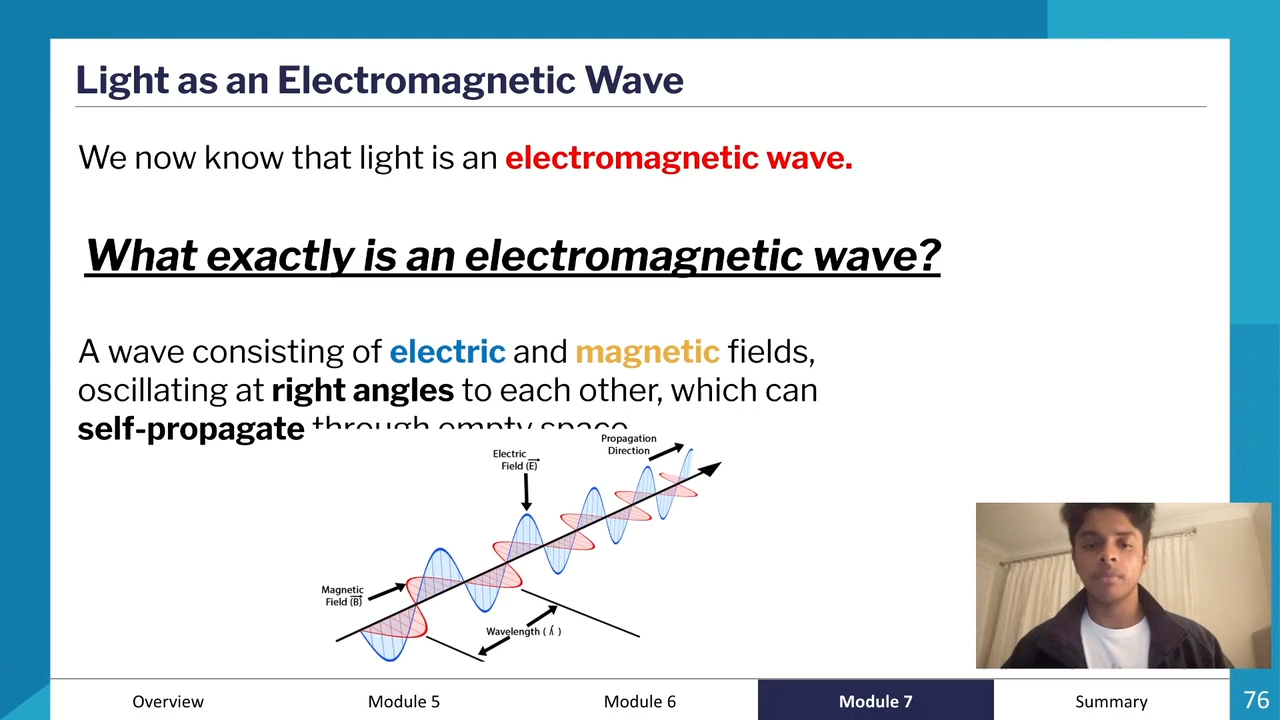 Light as an Electromagnetic Wave
We now know that light is an electromagnetic wave.
What exactly is an electromagnetic wave?
A wave consisting of electric and magnetic fields,
oscillating at right angles to each other, which can
self-propagate through empty space
Propagation
Direction
Electric
Field (E)
Magnetic
Field (B)
Wavelength ( λ )
Overview
Module 5
Module 6
Module 7
Summary
76